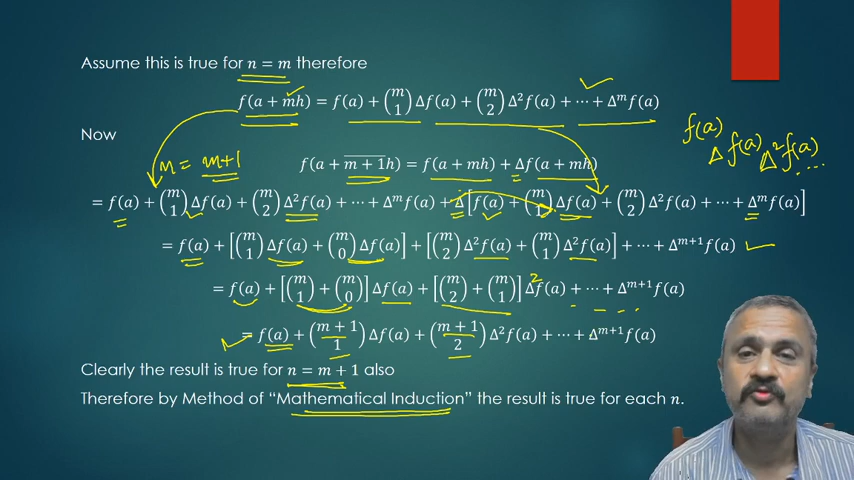 Assume this is true for n = m therefore
f(a + mh) = f(a) + (m 1) Δf(a) + (m 2) Δ²f(a) + ⋯ + Δᵐf(a)
f(a)
Δf(a) Δ²f(a) ...
Now
n = m+1
f(a + \overline{m + 1}h) = f(a + mh) + Δf(a + mh)
= f(a) + (m 1) Δf(a) + (m 2) Δ²f(a) + ⋯ + Δᵐf(a) + Δ[f(a) + (m 1) Δf(a) + (m 2) Δ²f(a) + ⋯ + Δᵐf(a)]
= f(a) + [(m 1) Δf(a) + (m 0) Δf(a)] + [(m 2) Δ²f(a) + (m 1) Δ²f(a)] + ⋯ + Δᵐ⁺¹f(a)
= f(a) + [(m 1) + (m 0)] Δf(a) + [(m 2) + (m 1)] Δ²f(a) + ⋯ + Δᵐ⁺¹f(a)
= f(a) + (m + 1 1) Δf(a) + (m + 1 2) Δ²f(a) + ⋯ + Δᵐ⁺¹f(a)
Clearly the result is true for n = m + 1 also
Therefore by Method of “Mathematical Induction” the result is true for each n.